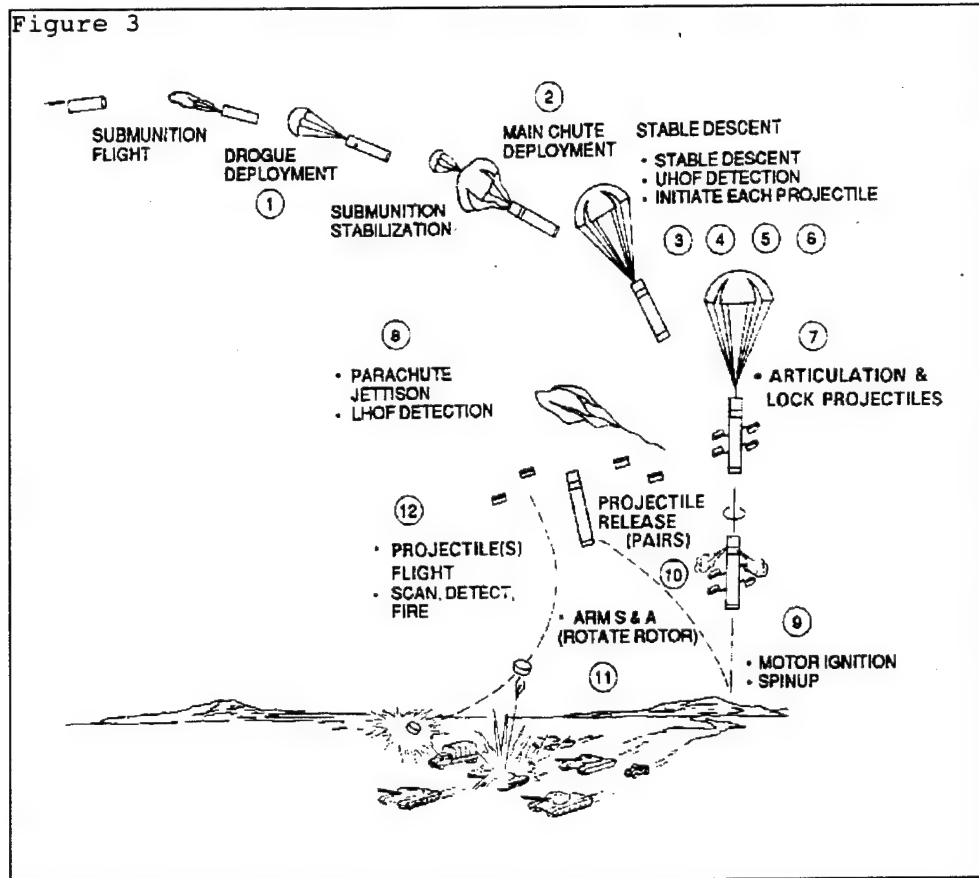 Figure 3
SUBMUNITION
FLIGHT
DROGUE
DEPLOYMENT
1
SUBMUNITION
STABILIZATION
2
MAIN CHUTE
DEPLOYMENT
STABLE DESCENT
• STABLE DESCENT
• UHOF DETECTION
• INITIATE EACH PROJECTILE
3 4 5 6
7
• ARTICULATION &
LOCK PROJECTILES
8
• PARACHUTE
JETTISON
• LHOF DETECTION
PROJECTILE
RELEASE
(PAIRS)
9
• MOTOR IGNITION
• SPINUP
10
• ARM S & A
(ROTATE ROTOR)
11
12
• PROJECTILE(S)
FLIGHT
• SCAN, DETECT,
FIRE